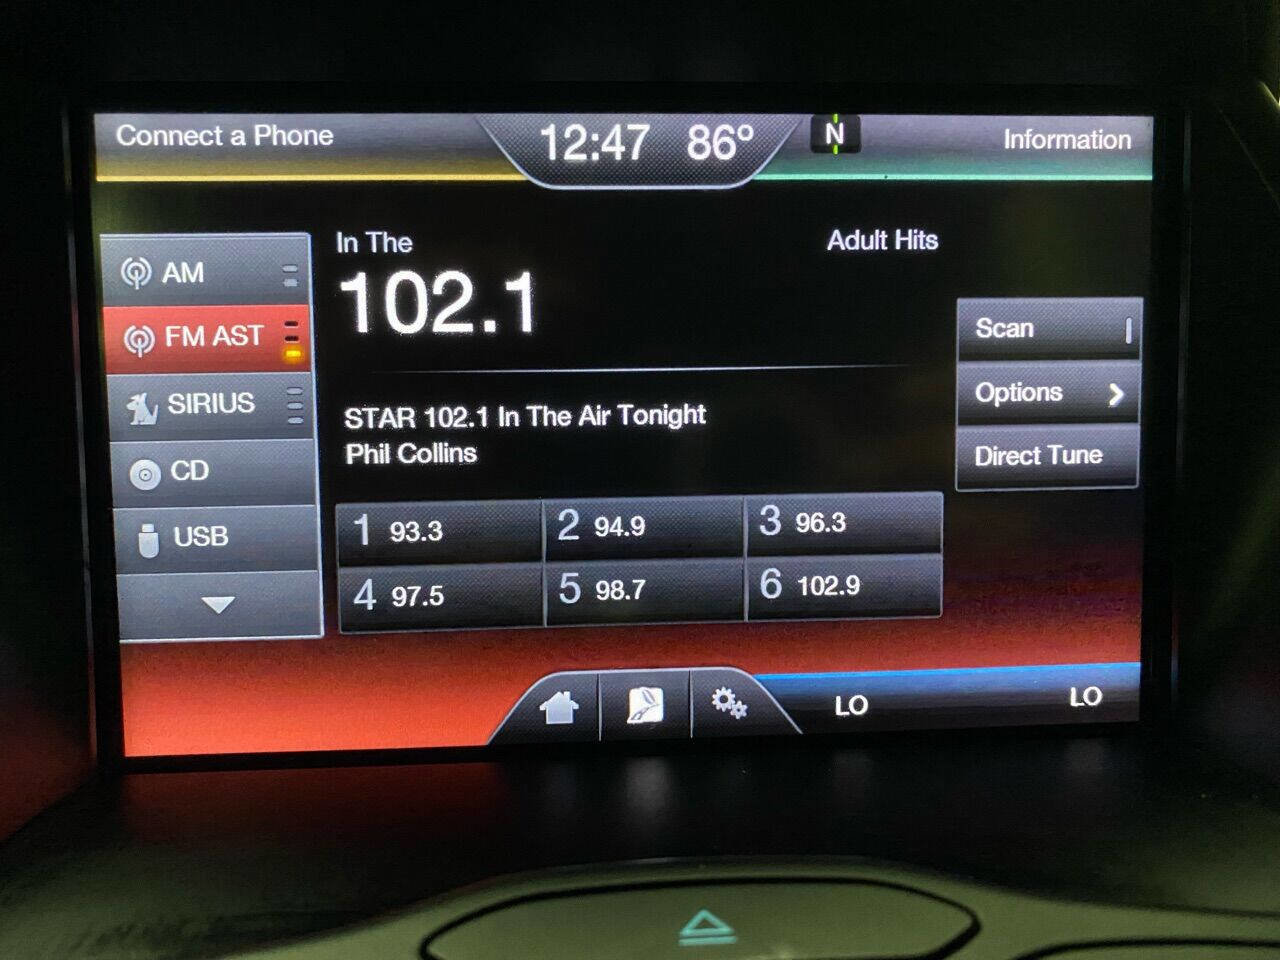 Connect a Phone
12:47 86°
N
Information
AM
FM AST
SIRIUS
CD
USB
In The
Adult Hits
102.1
STAR 102.1 In The Air Tonight
Phil Collins
1 93.3
2 94.9
3 96.3
4 97.5
5 98.7
6 102.9
Scan
Options
Direct Tune
LO
LO